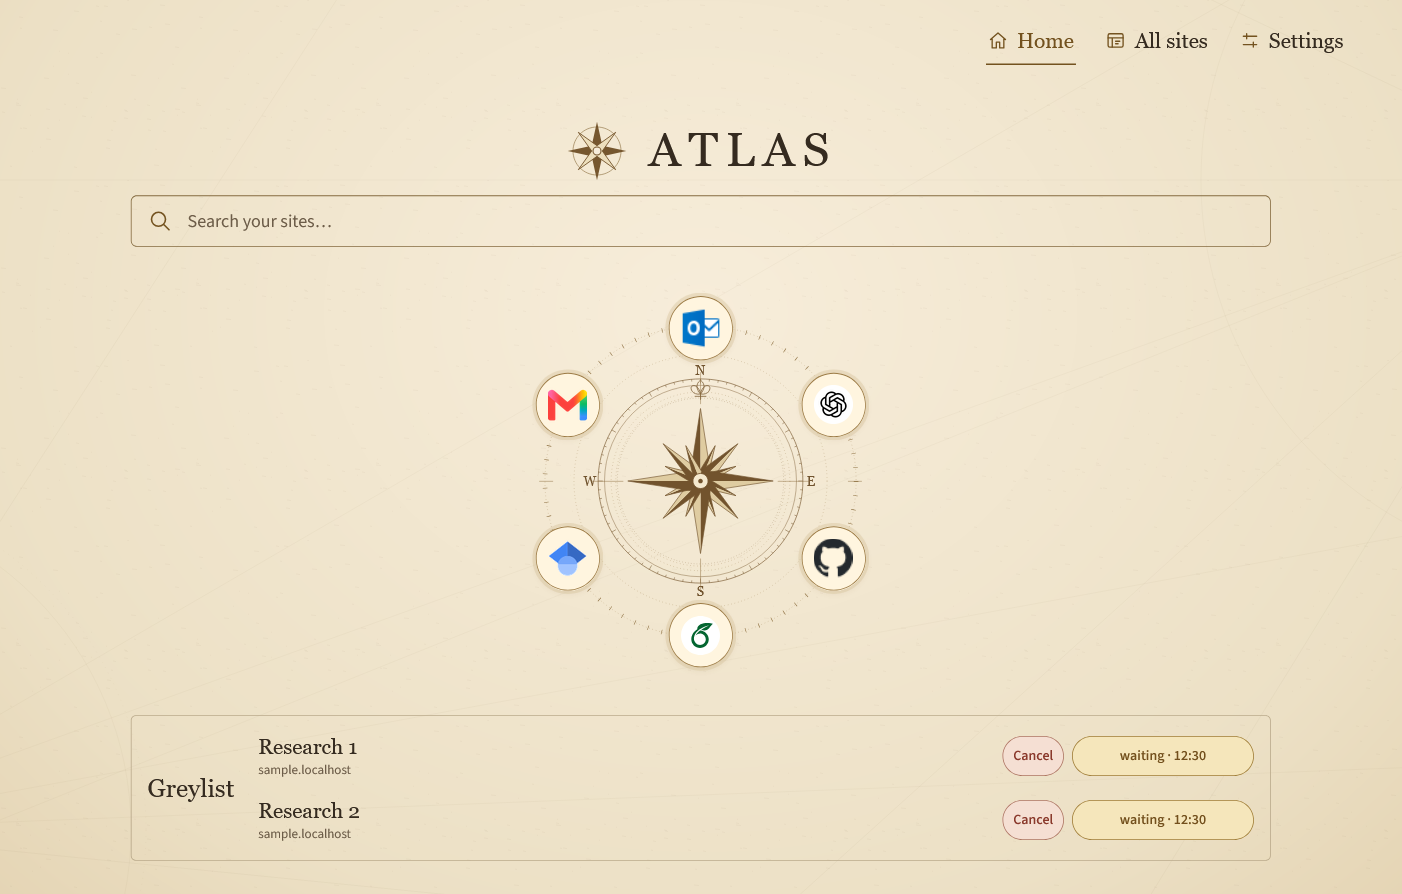 Home
All sites
Settings
ATLAS
Search your sites…
N
W
E
S
Greylist
Research 1
sample.localhost
Cancel
waiting · 12:30
Research 2
sample.localhost
Cancel
waiting · 12:30